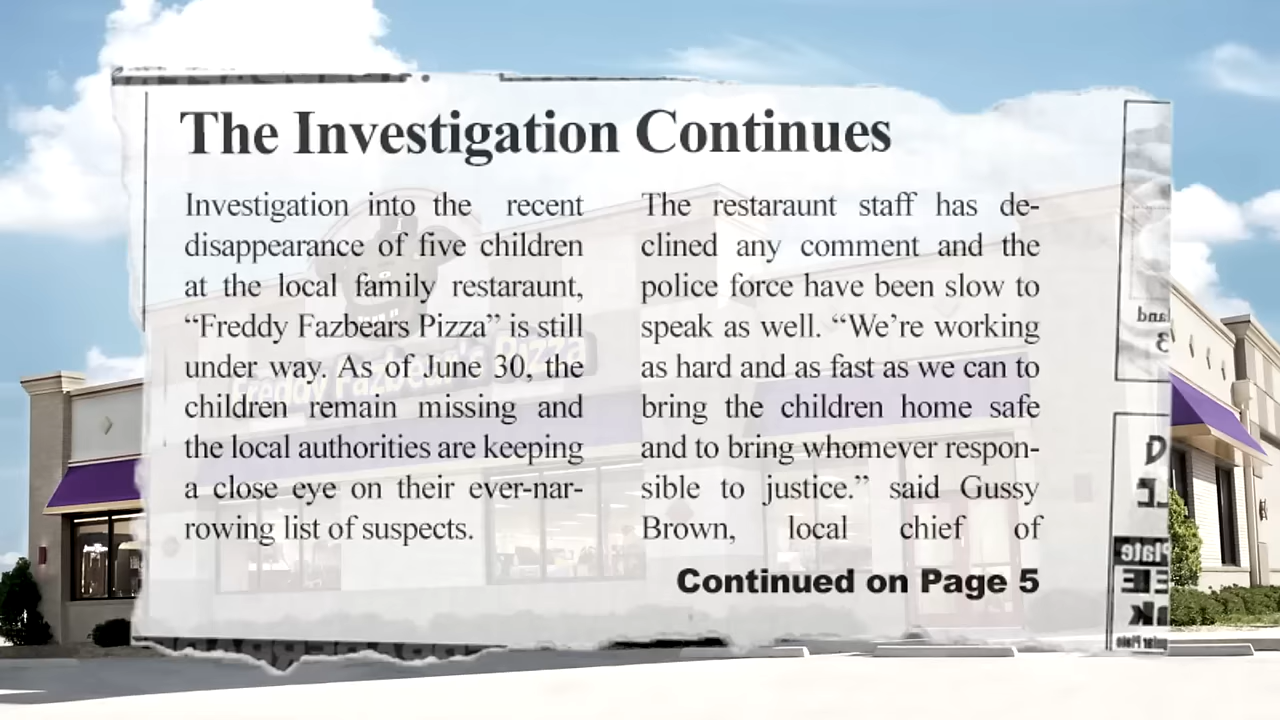 The Investigation Continues
Investigation into the recent
disappearance of five children
at the local family restaraunt,
“Freddy Fazbears Pizza” is still
under way. As of June 30, the
children remain missing and
the local authorities are keeping
a close eye on their ever-nar-
rowing list of suspects.
The restaraunt staff has de-
clined any comment and the
police force have been slow to
speak as well. “We’re working
as hard and as fast as we can to
bring the children home safe
and to bring whomever respon-
sible to justice.” said Gussy
Brown, local chief of
Continued on Page 5
Freddy Fazbear's Pizza